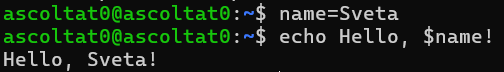 ascoltat0@ascoltat0:~$ name=Sveta
ascoltat0@ascoltat0:~$ echo Hello, $name!
Hello, Sveta!